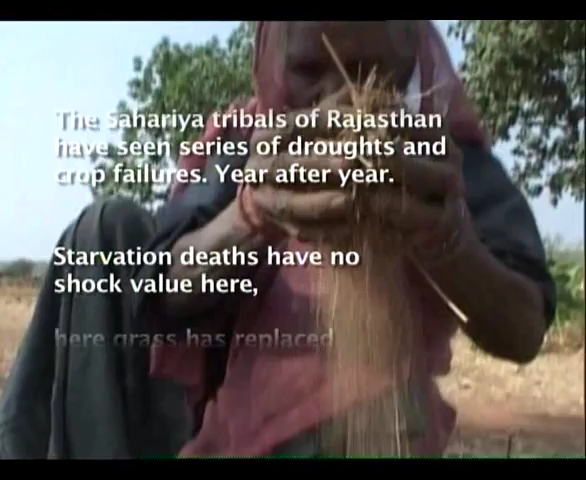 The Sahariya tribals of Rajasthan
have seen series of droughts and
crop failures. Year after year.
Starvation deaths have no
shock value here,
here grass has replaced